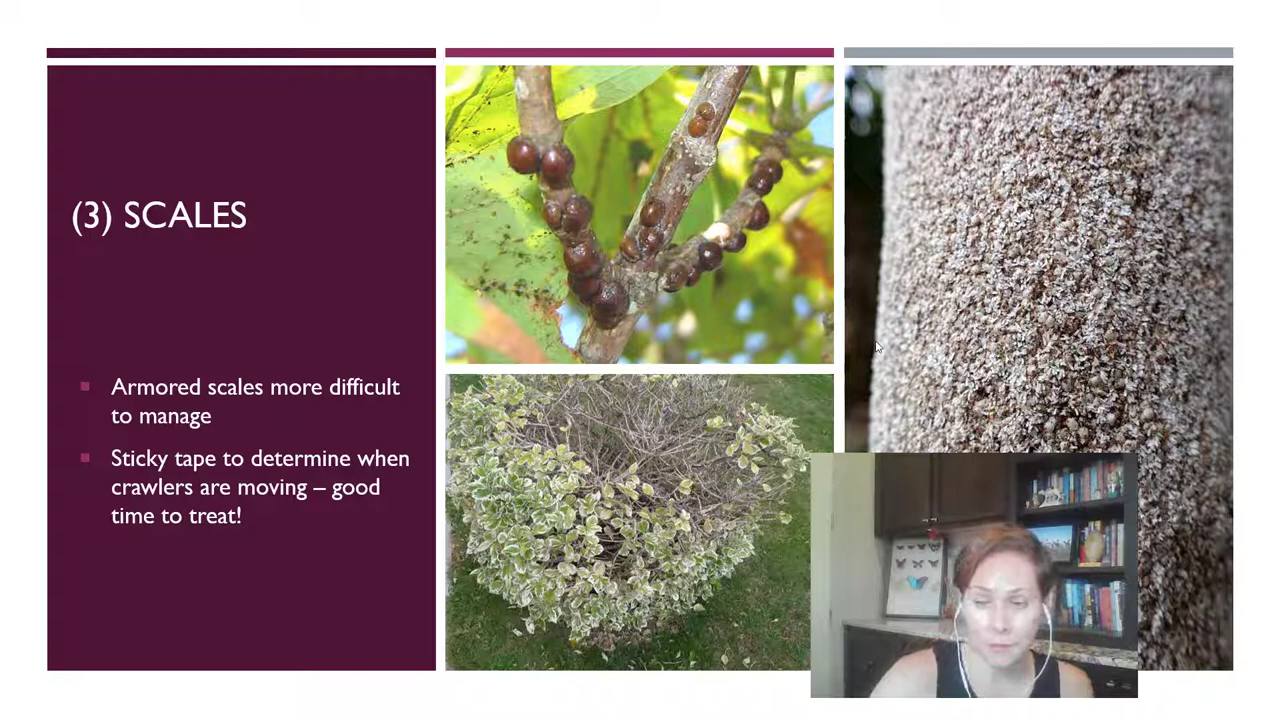 (3) SCALES
Armored scales more difficult
to manage
Sticky tape to determine when
crawlers are moving – good
time to treat!